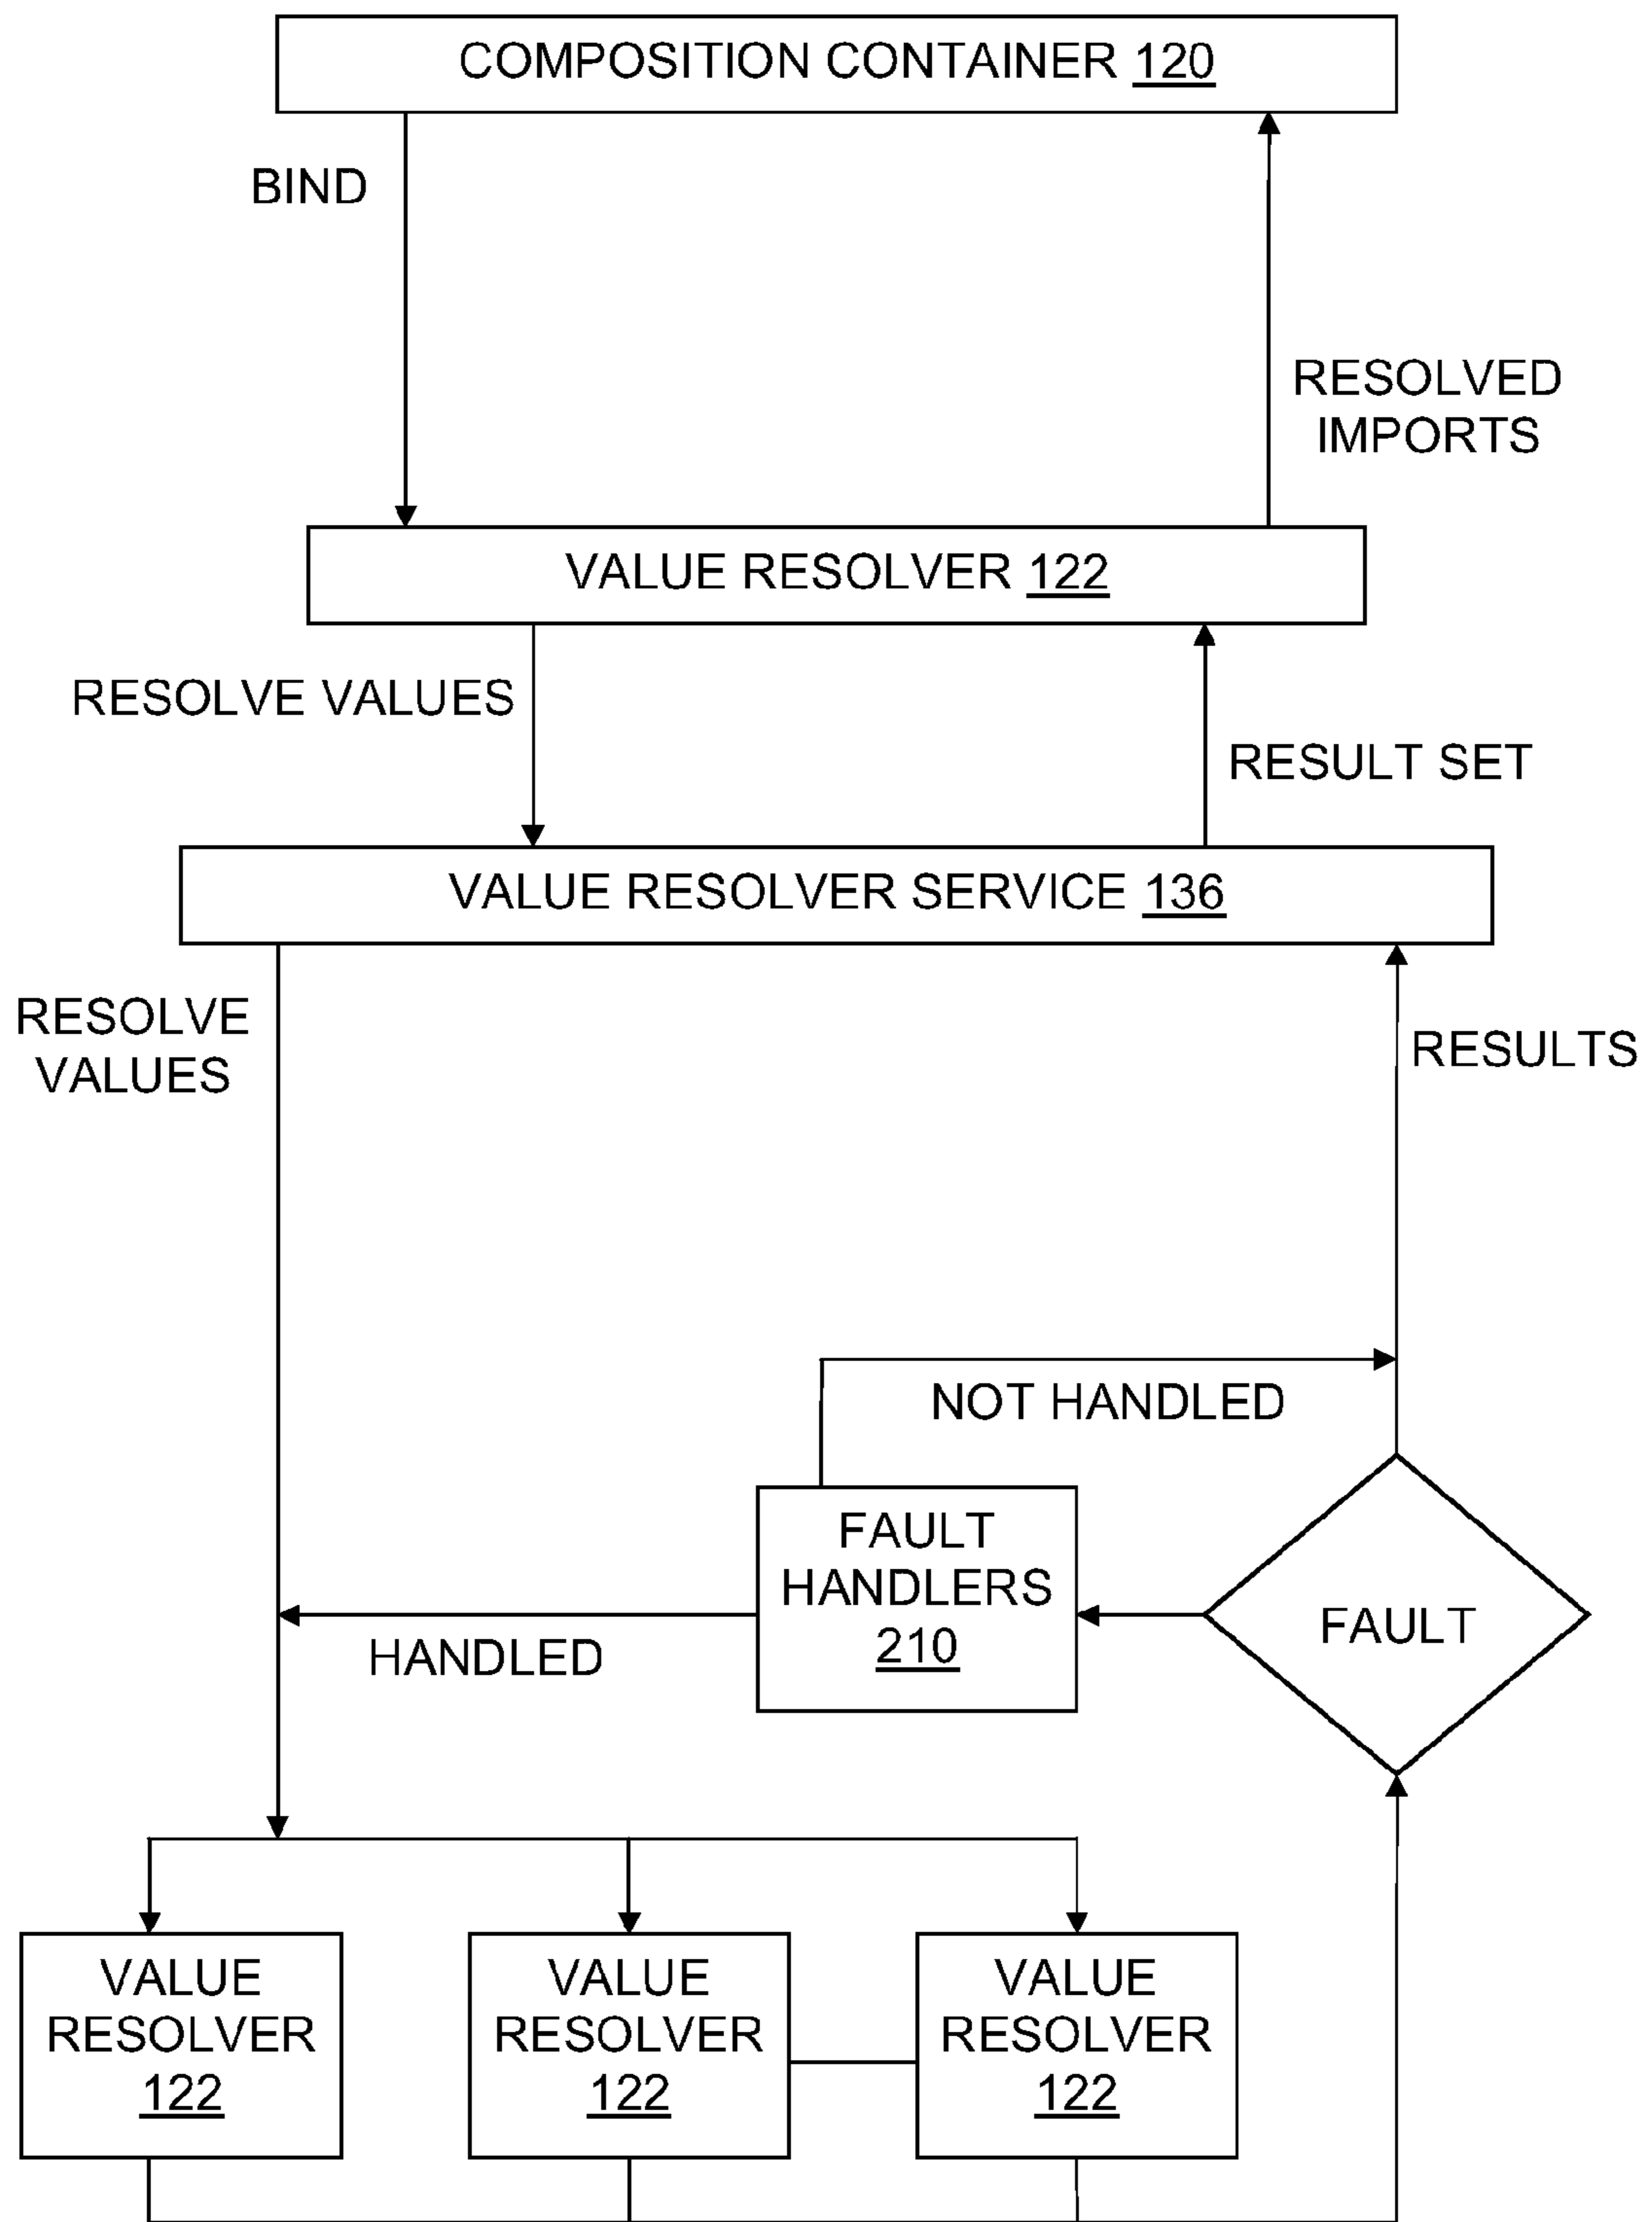 COMPOSITION CONTAINER 120
BIND
RESOLVED
IMPORTS
VALUE RESOLVER 122
RESOLVE VALUES
RESULT SET
VALUE RESOLVER SERVICE 136
RESOLVE
VALUES
RESULTS
NOT HANDLED
FAULT
HANDLERS
210
FAULT
HANDLED
VALUE
RESOLVER
122
VALUE
RESOLVER
122
VALUE
RESOLVER
122